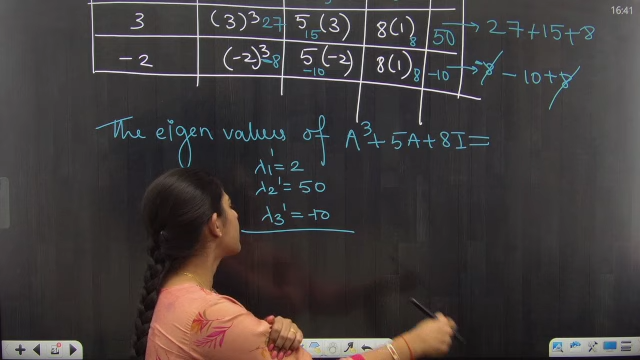 16:41
3 (3)³ 27 5(3) 15 8(1) 8 50 → 27+15+8
-2 (-2)³ -8 5(-2) -10 8(1) 8 -10 → -8 - 10 + 8
The eigen values of A³ + 5A + 8I =
λ₁' = 2
λ₂' = 50
λ₃' = -10